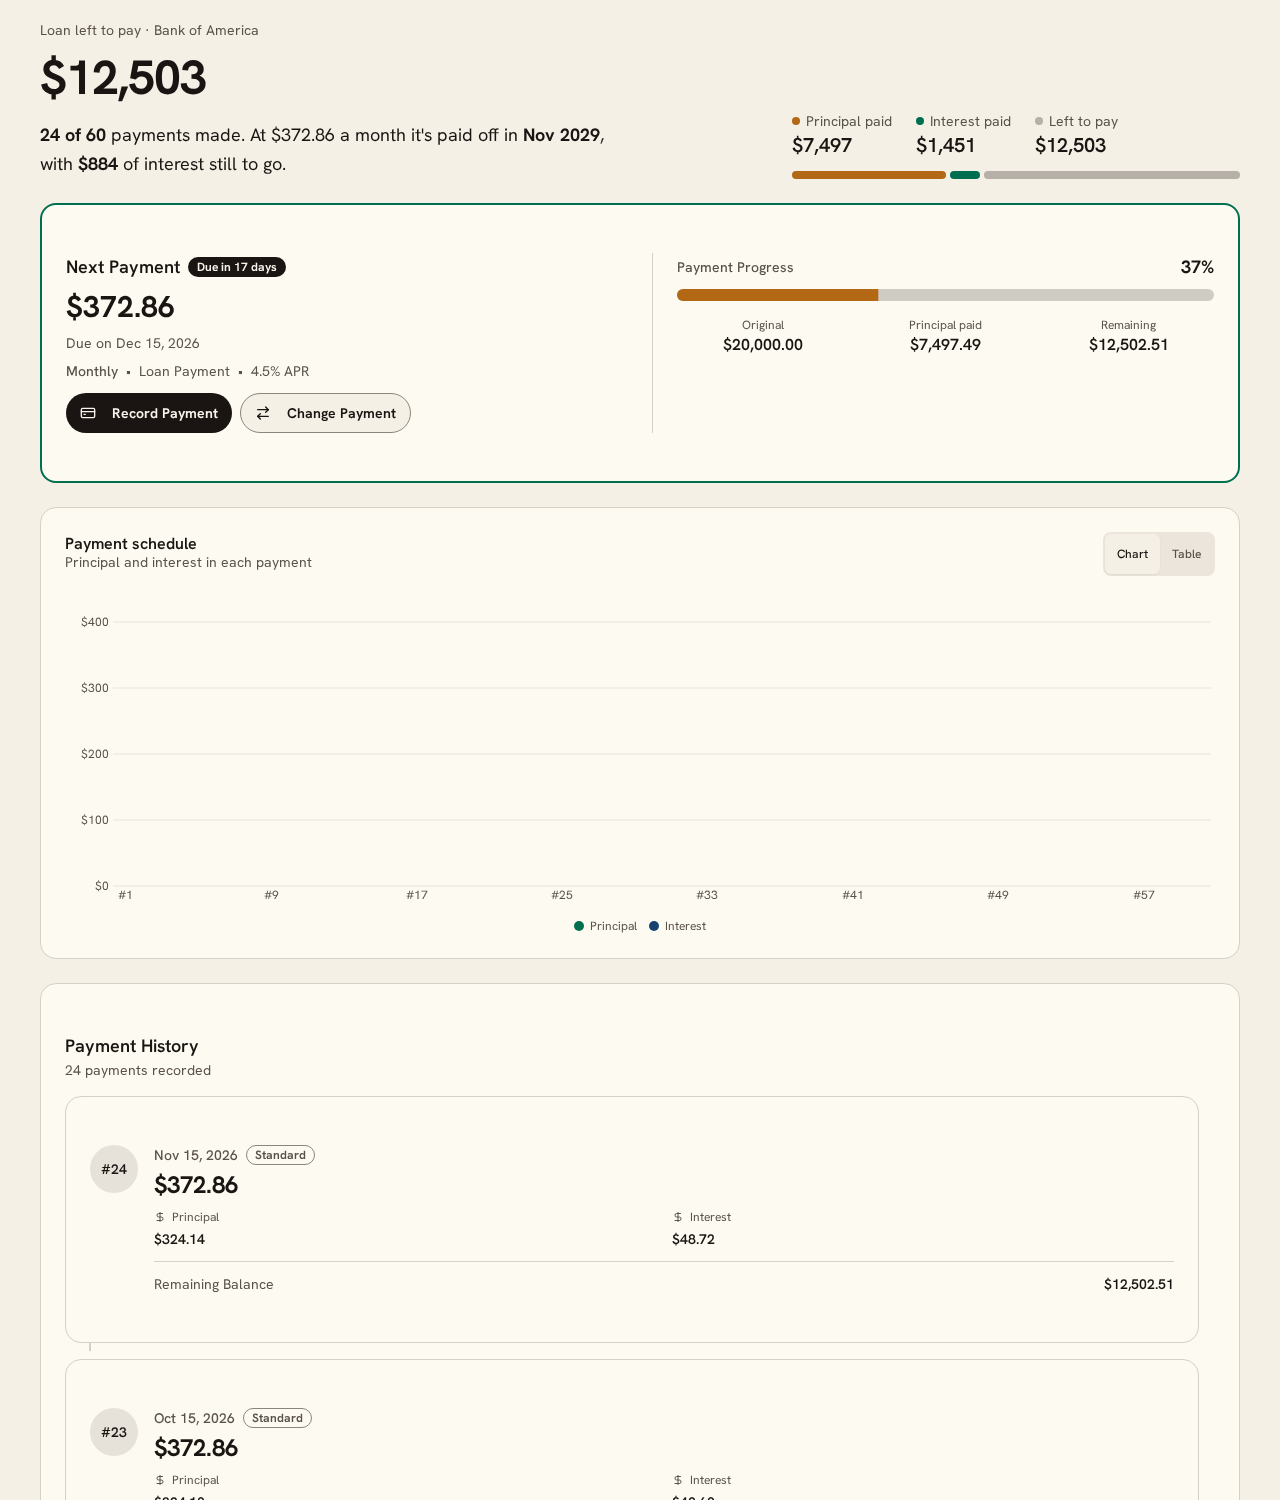 Loan left to pay · Bank of America
$12,503
24 of 60 payments made. At $372.86 a month it's paid off in Nov 2029,
with $884 of interest still to go.
Principal paid
Interest paid
Left to pay
$7,497
$1,451
$12,503
Next Payment
Due in 17 days
$372.86
Due on Dec 15, 2026
Monthly • Loan Payment • 4.5% APR
Record Payment
Change Payment
Payment Progress
37%
Original
Principal paid
Remaining
$20,000.00
$7,497.49
$12,502.51
Payment schedule
Principal and interest in each payment
Chart
Table
$400
$300
$200
$100
$0
#1
#9
#17
#25
#33
#41
#49
#57
Principal
Interest
Payment History
24 payments recorded
#24
Nov 15, 2026
Standard
$372.86
$ Principal
$ Interest
$324.14
$48.72
Remaining Balance
$12,502.51
#23
Oct 15, 2026
Standard
$372.86
$ Principal
$ Interest